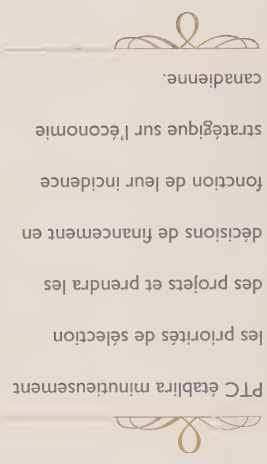 PTC établira minutieusement
les priorités de sélection
des projets et prendra les
décisions de financement en
fonction de leur incidence
stratégique sur l'économie
canadienne.